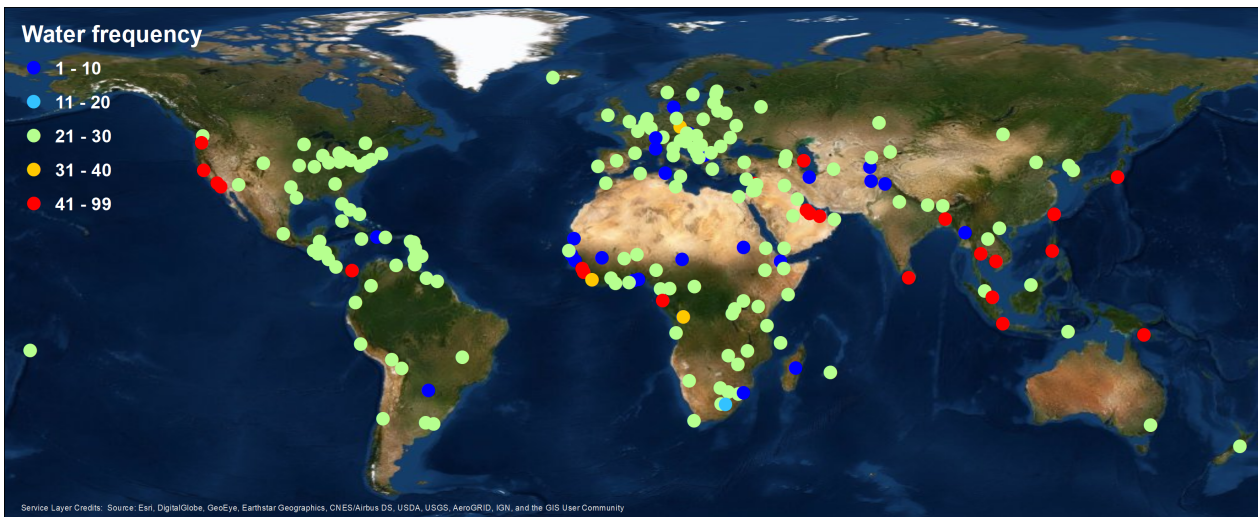 Water frequency
1 - 10
11 - 20
21 - 30
31 - 40
41 - 99
Service Layer Credits: Source: Esri, DigitalGlobe, GeoEye, Earthstar Geographics, CNES/Airbus DS, USDA, USGS, AeroGRID, IGN, and the GIS User Community